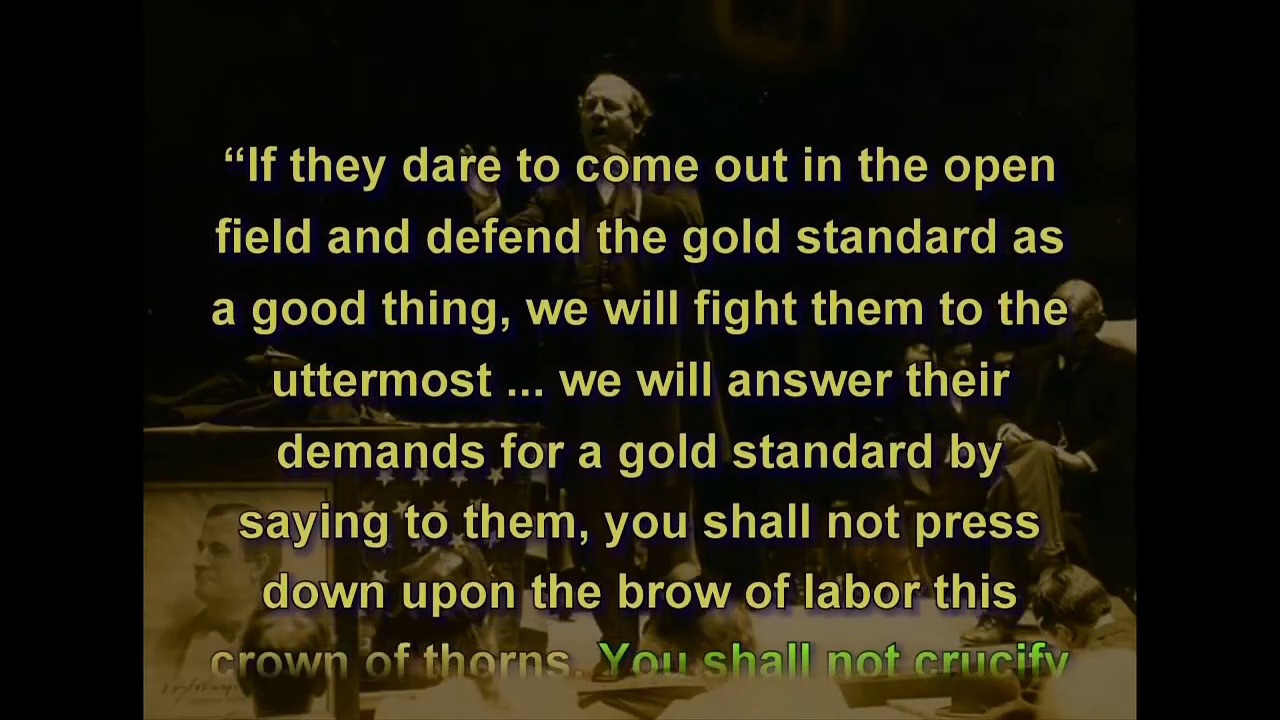 “If they dare to come out in the open
field and defend the gold standard as
a good thing, we will fight them to the
uttermost ... we will answer their
demands for a gold standard by
saying to them, you shall not press
down upon the brow of labor this
crown of thorns. You shall not crucify